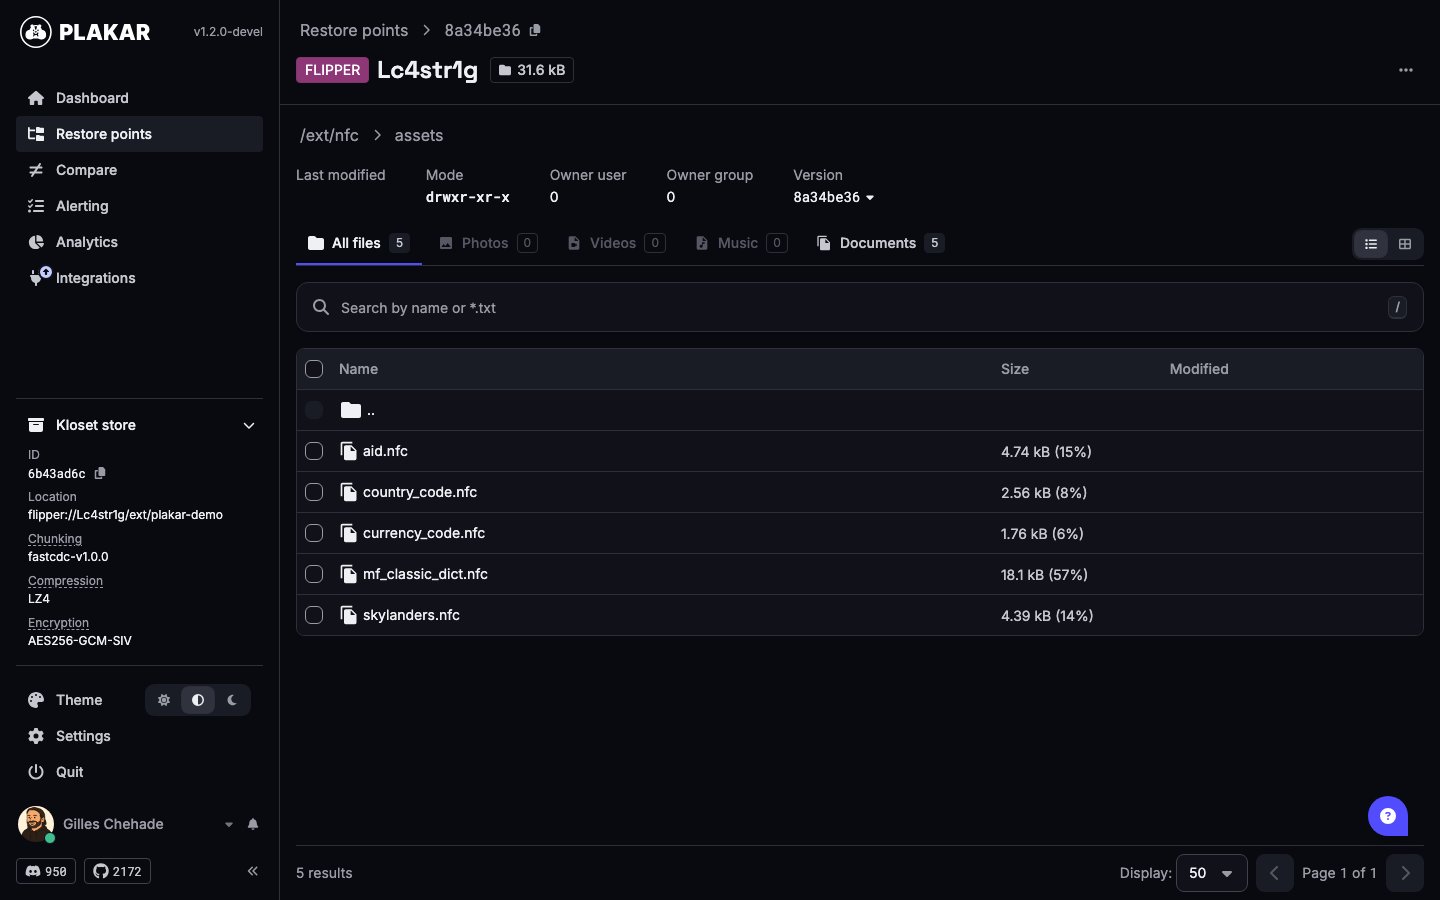 PLAKAR
v1.2.0-devel
Dashboard
Restore points
Compare
Alerting
Analytics
Integrations
Kloset store
ID
6b43ad6c
Location
flipper://Lc4str1g/ext/plakar-demo
Chunking
fastcdc-v1.0.0
Compression
LZ4
Encryption
AES256-GCM-SIV
Theme
Settings
Quit
Gilles Chehade
950
2172
Restore points
8a34be36
FLIPPER Lc4str1g 31.6 kB
/ext/nfc
assets
Last modified
Mode
drwxr-xr-x
Owner user
0
Owner group
0
Version
8a34be36
All files 5
Photos 0
Videos 0
Music 0
Documents 5
Search by name or *.txt
/
Name Size Modified
..
aid.nfc 4.74 kB (15%)
country_code.nfc 2.56 kB (8%)
currency_code.nfc 1.76 kB (6%)
mf_classic_dict.nfc 18.1 kB (57%)
skylanders.nfc 4.39 kB (14%)
?
5 results
Display: 50
Page 1 of 1